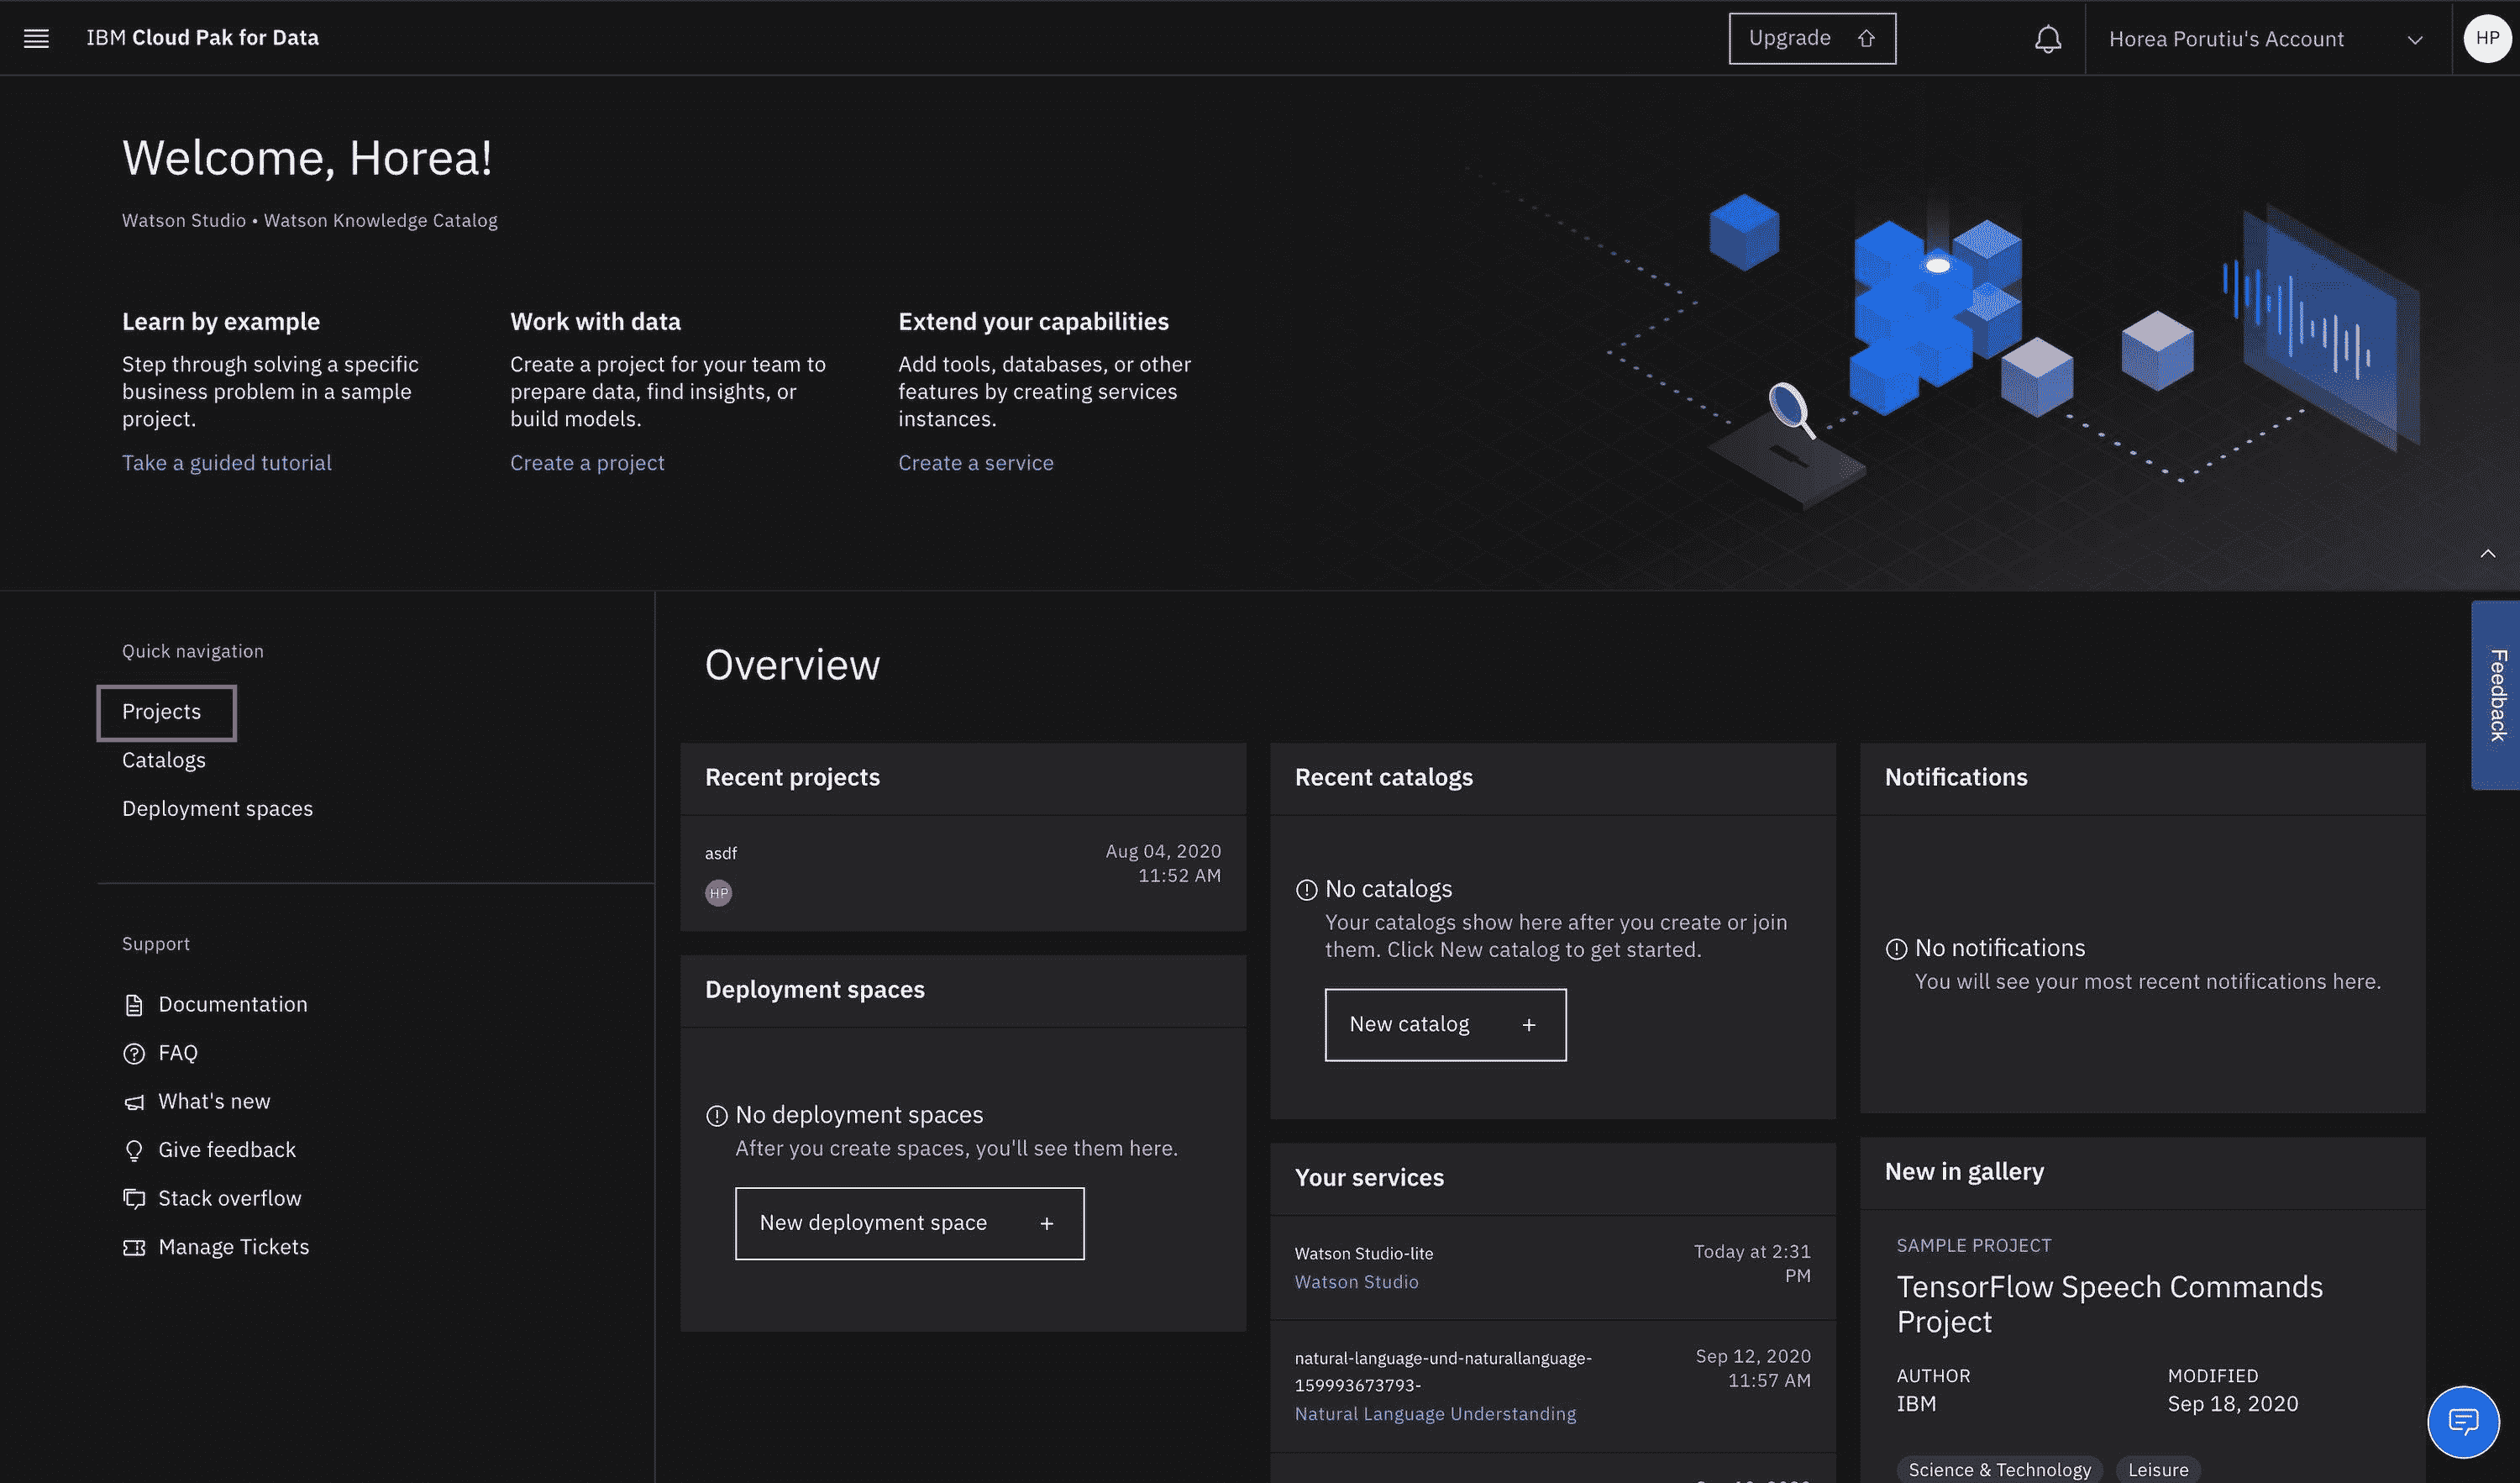 IBM Cloud Pak for Data
Upgrade
Horea Porutiu's Account
HP
Welcome, Horea!
Watson Studio • Watson Knowledge Catalog
Learn by example
Step through solving a specific
business problem in a sample
project.
Take a guided tutorial
Work with data
Create a project for your team to
prepare data, find insights, or
build models.
Create a project
Extend your capabilities
Add tools, databases, or other
features by creating services
instances.
Create a service
Feedback
Quick navigation
Projects
Catalogs
Deployment spaces
Support
Documentation
FAQ
What's new
Give feedback
Stack overflow
Manage Tickets
Overview
Recent projects
asdf
Aug 04, 2020
11:52 AM
HP
Deployment spaces
No deployment spaces
After you create spaces, you'll see them here.
New deployment space +
Recent catalogs
No catalogs
Your catalogs show here after you create or join
them. Click New catalog to get started.
New catalog +
Your services
Watson Studio-lite
Watson Studio
Today at 2:31
PM
natural-language-und-naturallanguage-
159993673793-
Natural Language Understanding
Sep 12, 2020
11:57 AM
Notifications
No notifications
You will see your most recent notifications here.
New in gallery
SAMPLE PROJECT
TensorFlow Speech Commands
Project
AUTHOR
IBM
MODIFIED
Sep 18, 2020
Science & Technology
Leisure